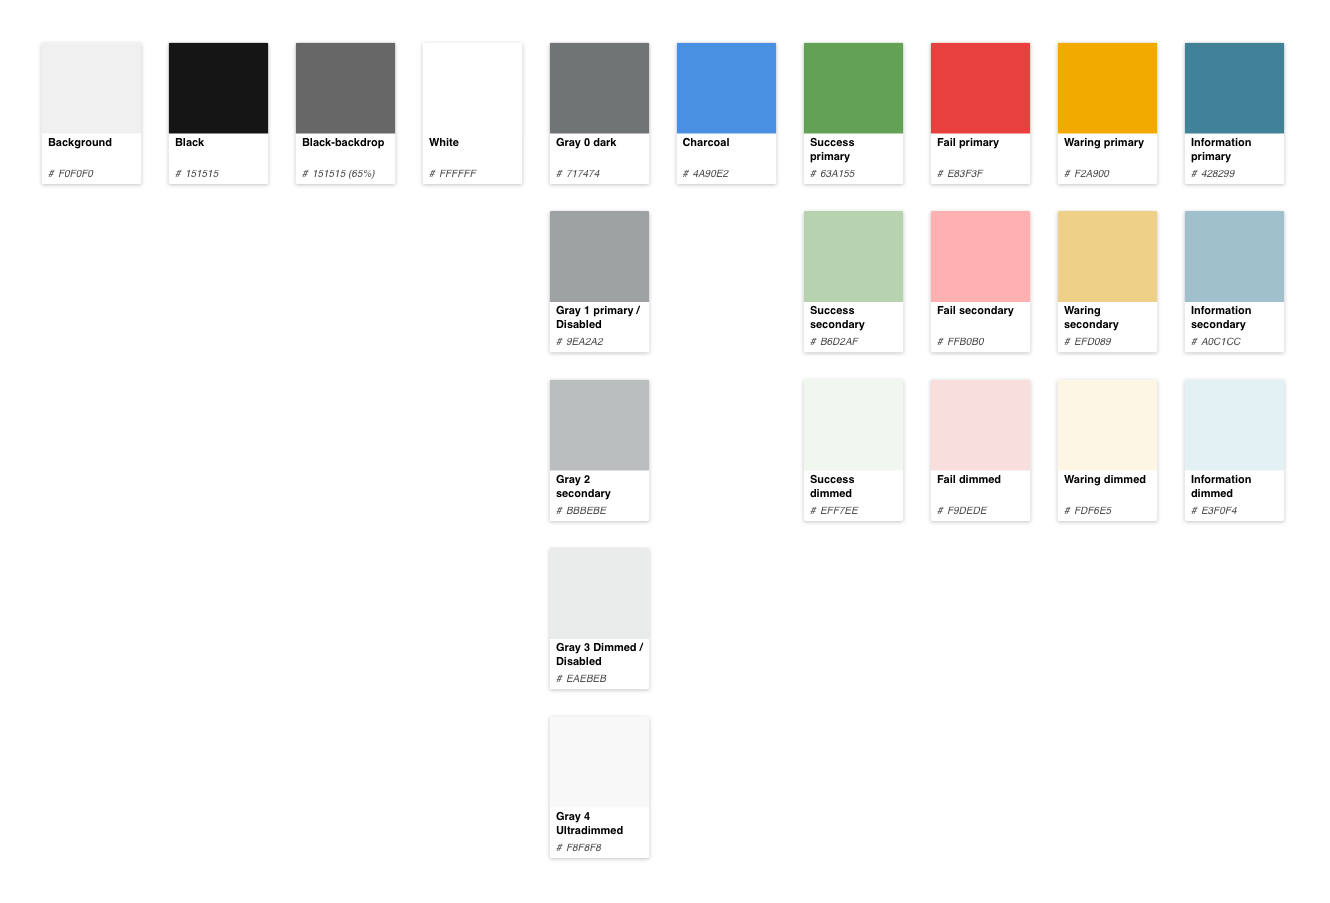 Background
# F0F0F0
Black
# 151515
Black-backdrop
# 151515 (65%)
White
# FFFFFF
Gray 0 dark
# 717474
Charcoal
# 4A90E2
Success
primary
# 63A155
Fail primary
# E83F3F
Waring primary
# F2A900
Information
primary
# 428299
Gray 1 primary /
Disabled
# 9EA2A2
Success
secondary
# B6D2AF
Fail secondary
# FFB0B0
Waring
secondary
# EFD089
Information
secondary
# A0C1CC
Gray 2
secondary
# BBBEBE
Success
dimmed
# EFF7EE
Fail dimmed
# F9DEDE
Waring dimmed
# FDF6E5
Information
dimmed
# E3F0F4
Gray 3 Dimmed /
Disabled
# EAEBEB
Gray 4
Ultradimmed
# F8F8F8